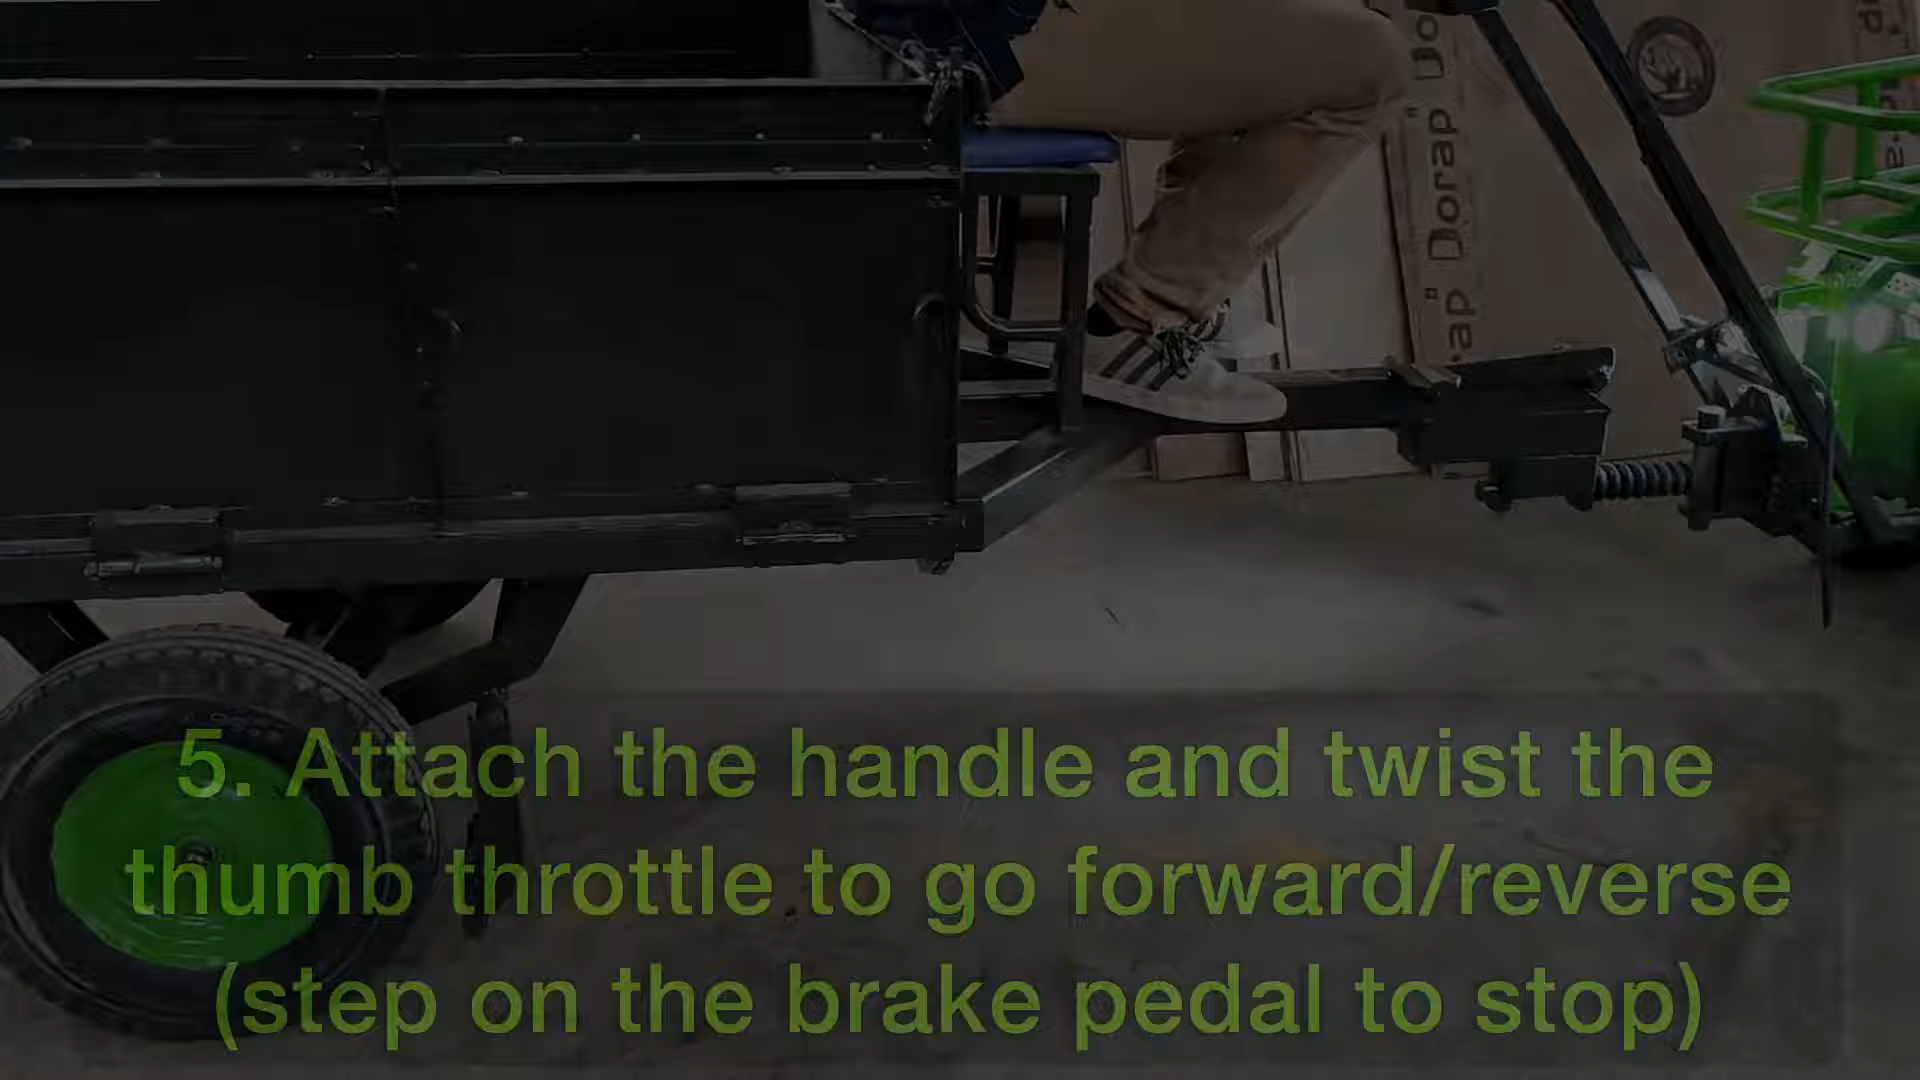 5. Attach the handle and twist the
thumb throttle to go forward/reverse
(step on the brake pedal to stop)
"Dorap